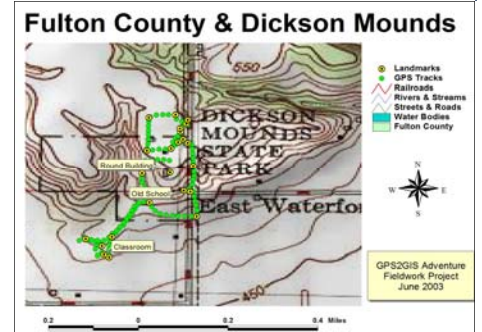 Fulton County & Dickson Mounds
550
Landmarks
GPS Tracks
Railroads
Rivers & Streams
Streets & Roads
Water Bodies
Fulton County
DICKSON
MOUNDS
STATE
PARK
Round Building
Old School
East Waterfo
Classroom
450
N
W
E
S
GPS2GIS Adventure
Fieldwork Project
June 2003
0.2
0
0.2
0.4 Miles